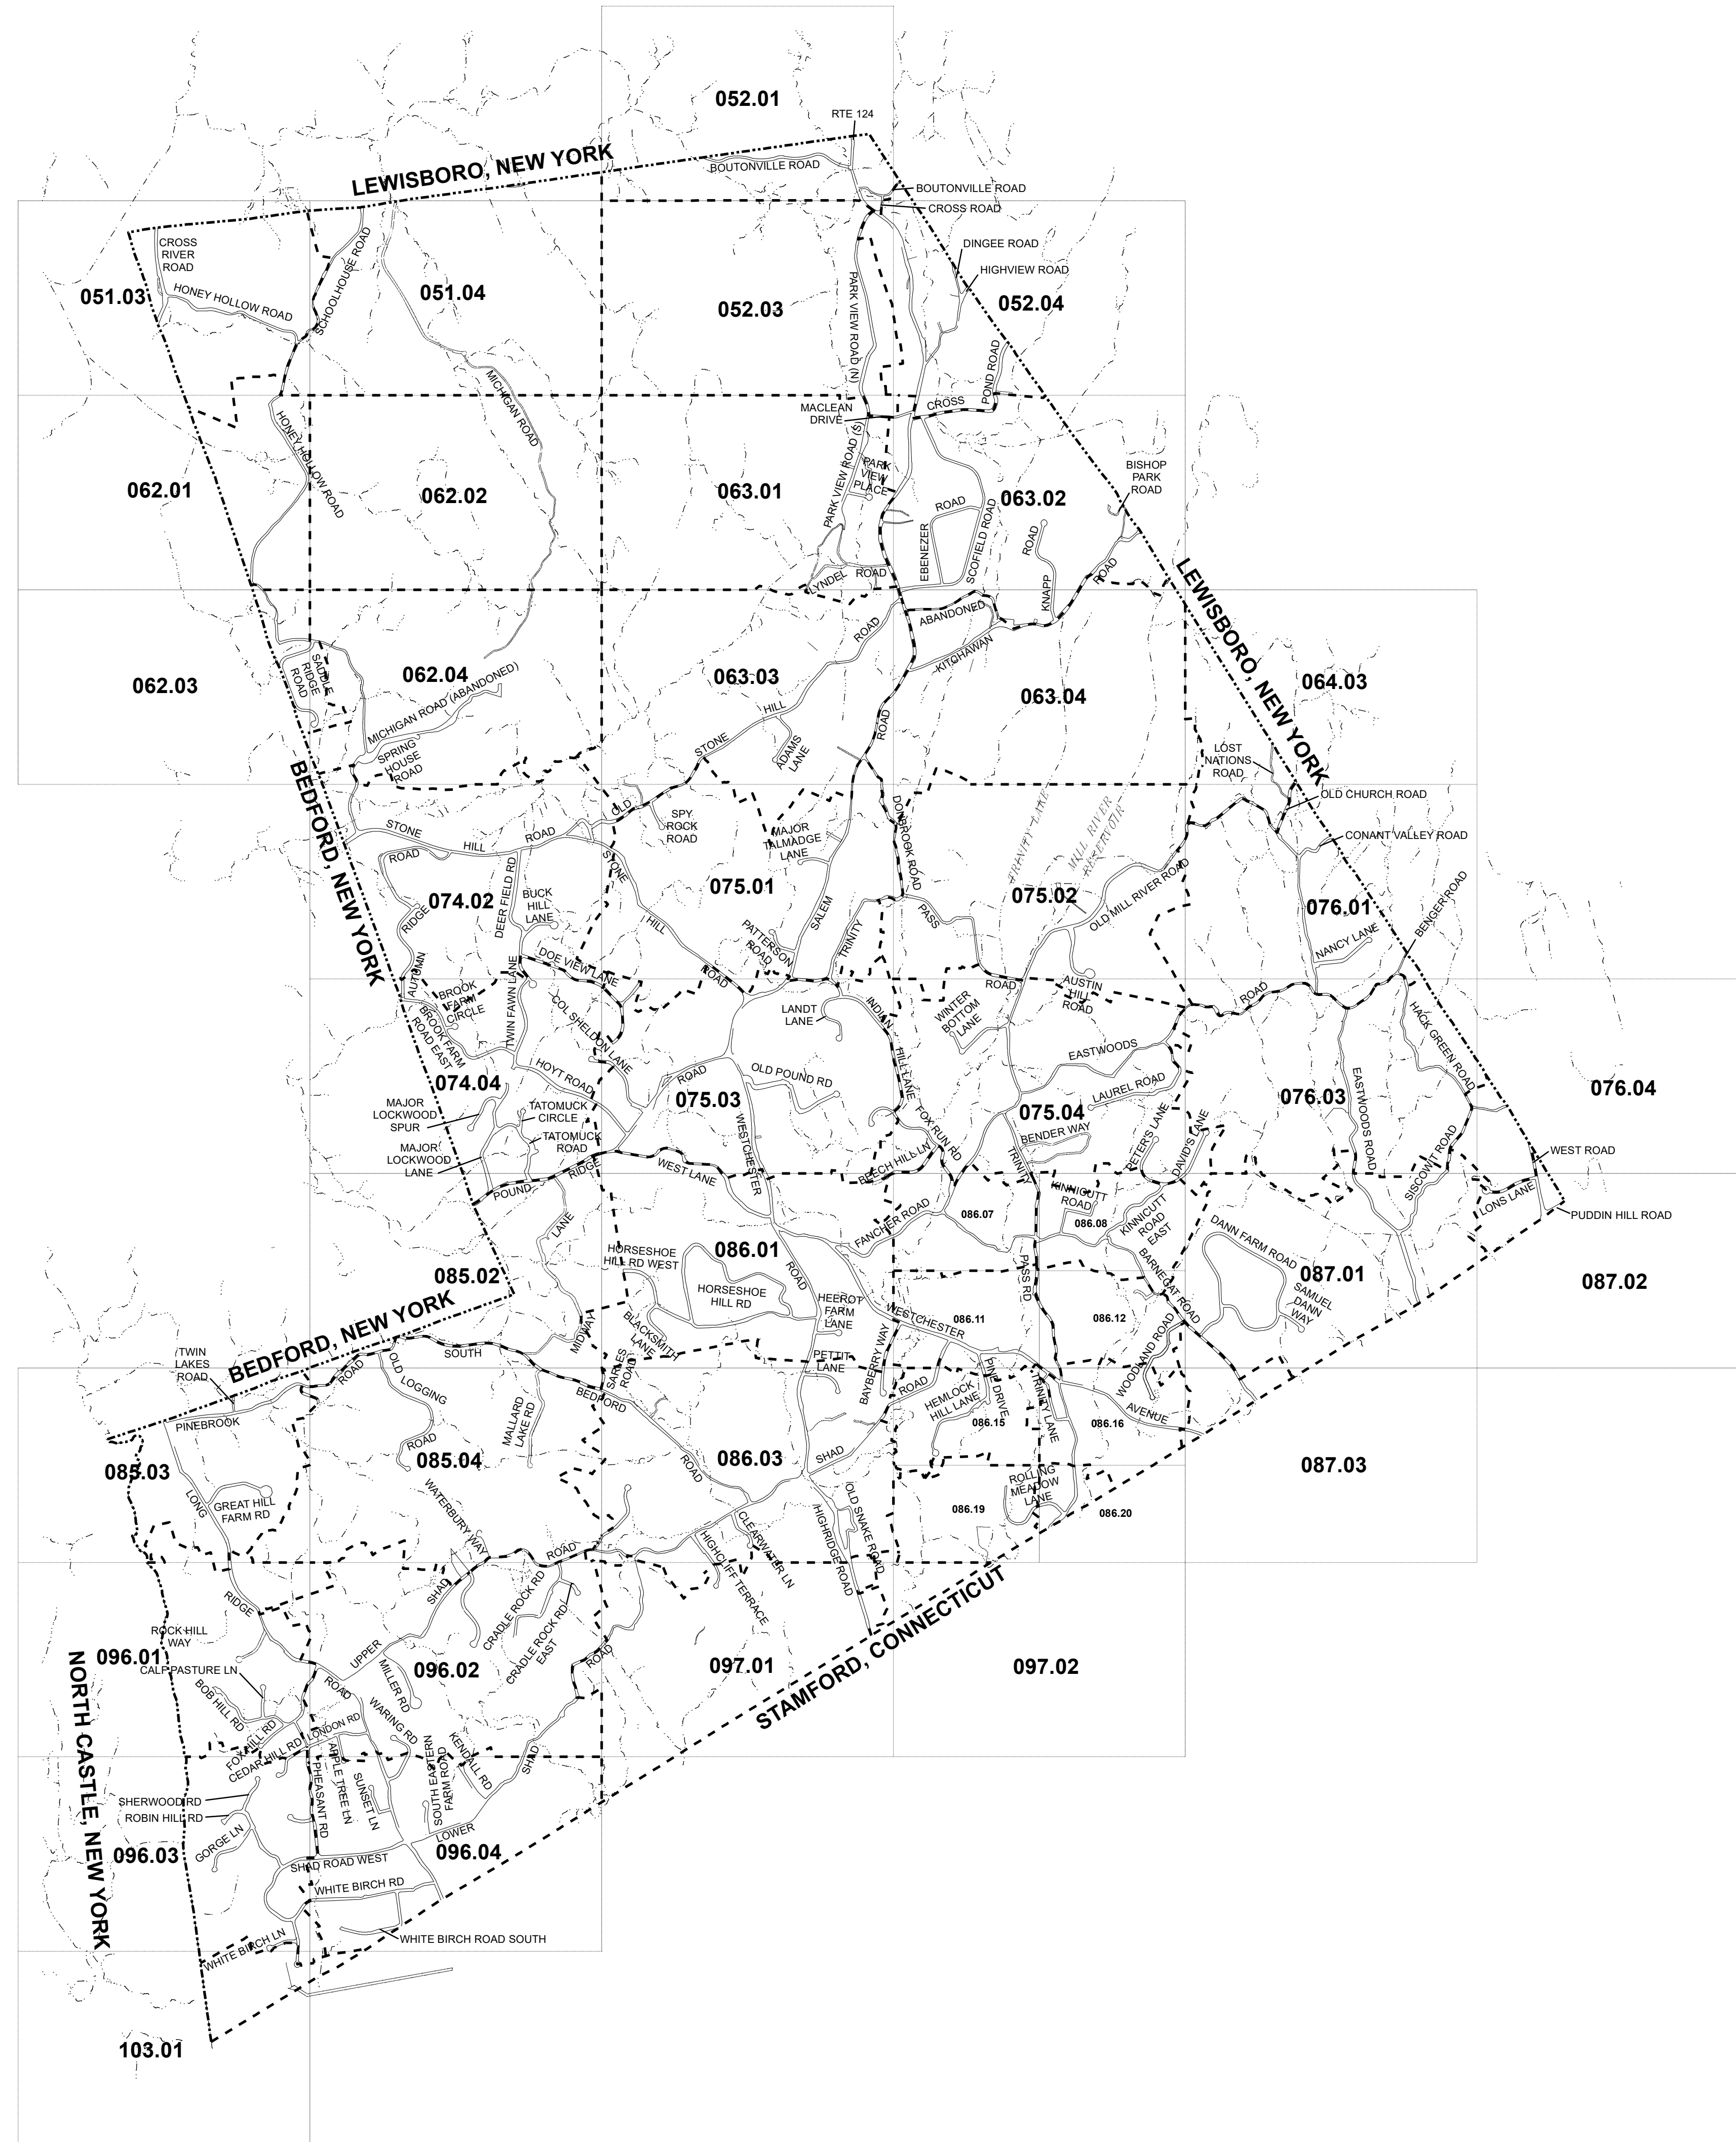 052.01
RTE 124
LEWISBORO, NEW YORK
BOUTONVILLE ROAD
BOUTONVILLE ROAD
CROSS ROAD
CROSS
RIVER
ROAD
DINGEE ROAD
HIGHVIEW ROAD
051.03
HONEY HOLLOW ROAD
SCHOOLHOUSE ROAD
051.04
052.03
PARK VIEW ROAD (N)
052.04
MICHIGAN ROAD
POND ROAD
CROSS
MACLEAN
DRIVE
HONEY HOLLOW ROAD
PARK VIEW ROAD (S)
PARK
VIEW
PLACE
BISHOP
PARK
ROAD
062.01
062.02
063.01
063.02
ROAD
EBENEZER
SCOFIELD ROAD
ROAD
KNAPP
ROAD
LYNDEL ROAD
ABANDONED
KITCHAWAN
LEWISBORO, NEW YORK
ROAD
SADDLE
RIDGE
ROAD
062.03
062.04
MICHIGAN ROAD (ABANDONED)
063.03
063.04
064.03
HILL
STONE
ADAMS
LANE
ROAD
SPRING
HOUSE
ROAD
LOST
NATIONS
ROAD
OLD CHURCH ROAD
CONANT VALLEY ROAD
BEDFORD, NEW YORK
STONE
HILL
ROAD
OLD
SPY
ROCK
ROAD
MAJOR
TALMADGE
LANE
DONBROOK ROAD
TRINITY LAKE
MILL RIVER
RESERVOIR
ROAD
RIDGE
AUTUMN
074.02
DEER FIELD RD
BUCK
HILL
LANE
STONE
HILL
ROAD
075.01
SALEM
PATTERSON
ROAD
TRINITY
PASS
ROAD
075.02
OLD MILL RIVER ROAD
AUSTIN
HILL
ROAD
076.01
NANCY LANE
BENGER ROAD
DOE VIEW LANE
BROOK
FARM
CIRCLE
BROOK FARM
ROAD EAST
TWIN FAWN LANE
COL SHELDON LANE
LANDT
LANE
INDIAN
HILL LANE
WINTER
BOTTOM
LANE
ROAD
HACK GREEN ROAD
074.04
HOYT ROAD
ROAD
OLD POUND RD
075.03
WESTCHESTER
FOX RUN RD
EASTWOODS
LAUREL ROAD
075.04
BENDER WAY
076.03
EASTWOODS ROAD
076.04
MAJOR
LOCKWOOD
SPUR
TATOMUCK
CIRCLE
TATOMUCK
ROAD
MAJOR
LOCKWOOD
LANE
POUND
RIDGE
WEST LANE
BEECH HILL LN
TRINITY
PETER'S LANE
DAVIDS LANE
SISCOWIT ROAD
WEST ROAD
LONS LANE
PUDDIN HILL ROAD
LANE
FANCHER ROAD
086.07
KINNICUTT
ROAD
086.08
KINNICUTT
ROAD
EAST
DANN FARM ROAD
SAMUEL
DANN
WAY
087.01
087.02
085.02
086.01
HORSESHOE
HILL RD WEST
HORSESHOE
HILL RD
ROAD
PASS RD
BARNEGAT ROAD
BEDFORD, NEW YORK
MIDWAY
BLACKSMITH
LANE
HEEROT
FARM
LANE
WESTCHESTER
086.11
086.12
WOODLAND ROAD
TWIN
LAKES
ROAD
PINEBROOK
ROAD
OLD
LOGGING
ROAD
SOUTH
BEDFORD
ROAD
SARLES
ROAD
PETTIT
LANE
BAYBERRY WAY
ROAD
SHAD
HEMLOCK
HILL LANE
PINE DRIVE
TRINITY LANE
086.15
086.16
AVENUE
085.03
LONG
RIDGE
GREAT HILL
FARM RD
085.04
MALLARD
LAKE RD
WATERBURY WAY
086.03
087.03
ROLLING
MEADOW
LANE
086.19
086.20
OLD SNAKE ROAD
HIGHRIDGE ROAD
CLEARWATER LN
HIGHCLIFF TERRACE
ROAD
SHAD
UPPER
CRADLE ROCK RD
CRADLE ROCK RD
EAST
ROCK HILL
WAY
096.01
CALF PASTURE LN
BOB HILL RD
ROAD
MILLER RD
096.02
ROAD
097.01
097.02
STAMFORD, CONNECTICUT
NORTH CASTLE, NEW YORK
FOX HILL RD
CEDAR HILL RD
LONDON RD
WARING RD
APPLE TREE LN
SUNSET LN
PHEASANT RD
SOUTH EASTERN
FARM ROAD
KENDALL RD
SHAD
LOWER
SHERWOOD RD
ROBIN HILL RD
GORGE LN
096.03
096.04
SHAD ROAD WEST
WHITE BIRCH RD
WHITE BIRCH LN
WHITE BIRCH ROAD SOUTH
103.01